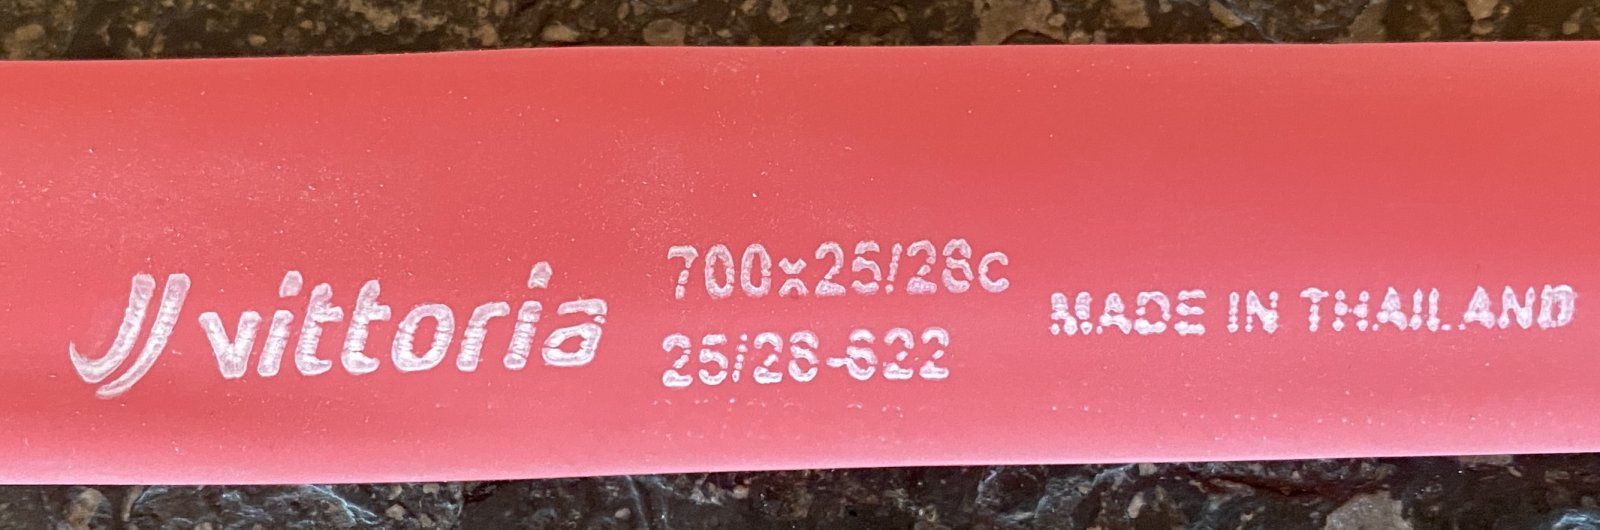 vittoria
700x25/28c
25/28-622
MADE IN THAILAND